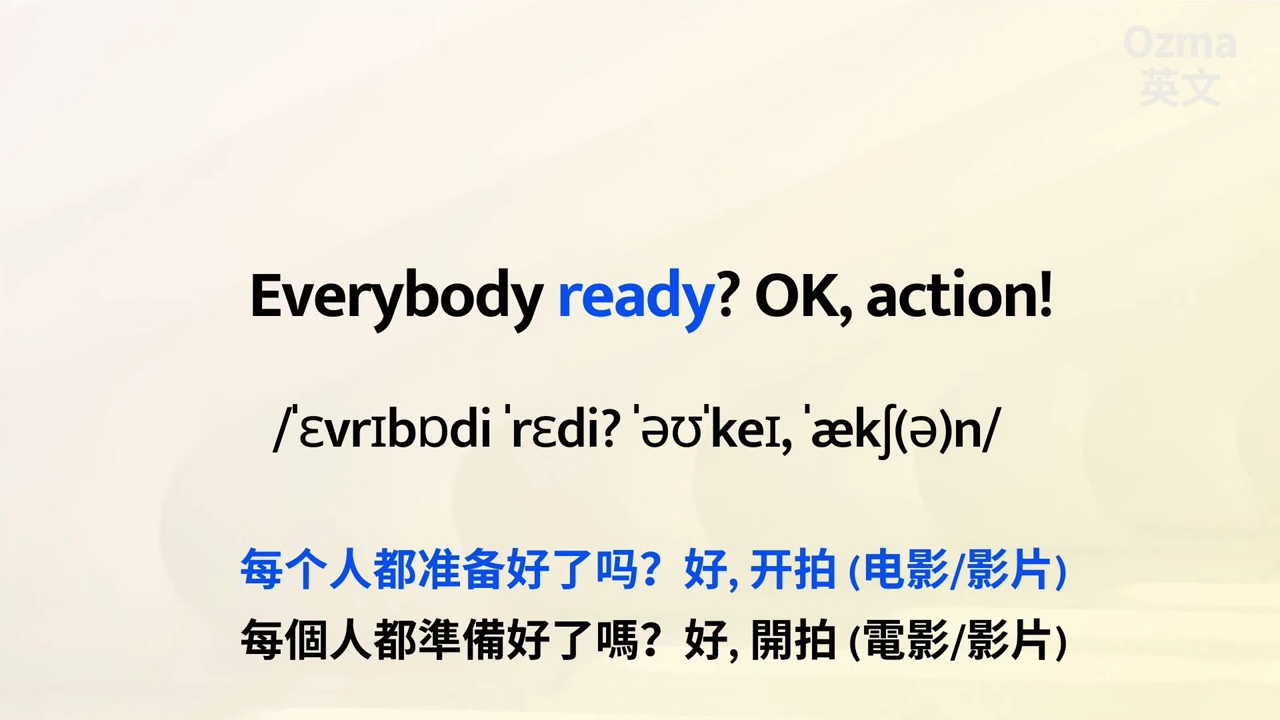 Ozma
英文
Everybody ready? OK, action!
/ˈɛvrɪbɒdi ˈrɛdi? ˈəʊˈkeɪ, ˈækʃ(ə)n/
每个人都准备好了吗？好, 开拍 (电影/影片)
每個人都準備好了嗎？好, 開拍 (電影/影片)